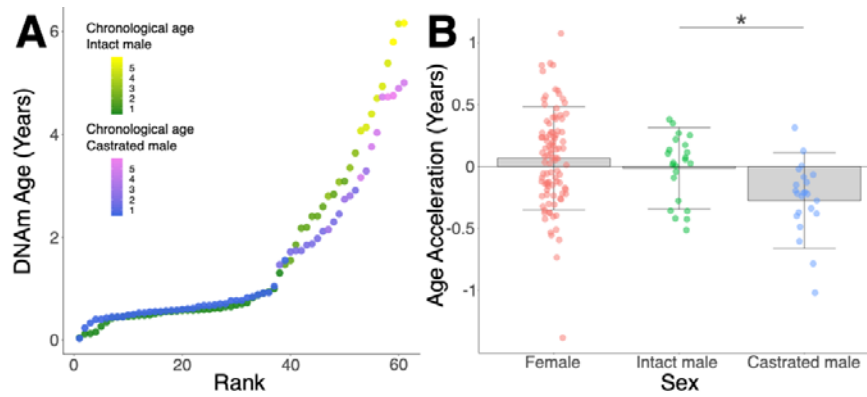 A
Chronological age
Intact male
5
4
3
2
1
Chronological age
Castrated male
5
4
3
2
1
DNAm Age (Years)
6
4
2
0
0
20
40
60
Rank
B
*
Age Acceleration (Years)
1
0.5
0
-0.5
-1
Female
Intact male
Castrated male
Sex